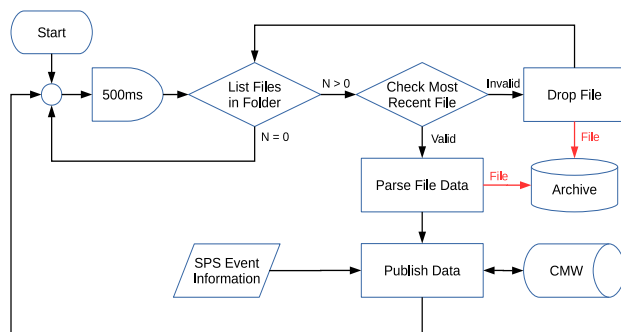 Start
500ms
List Files
in Folder
N > 0
Check Most
Recent File
Invalid
Drop File
N = 0
Valid
File
Parse File Data
File
Archive
SPS Event
Information
Publish Data
CMW